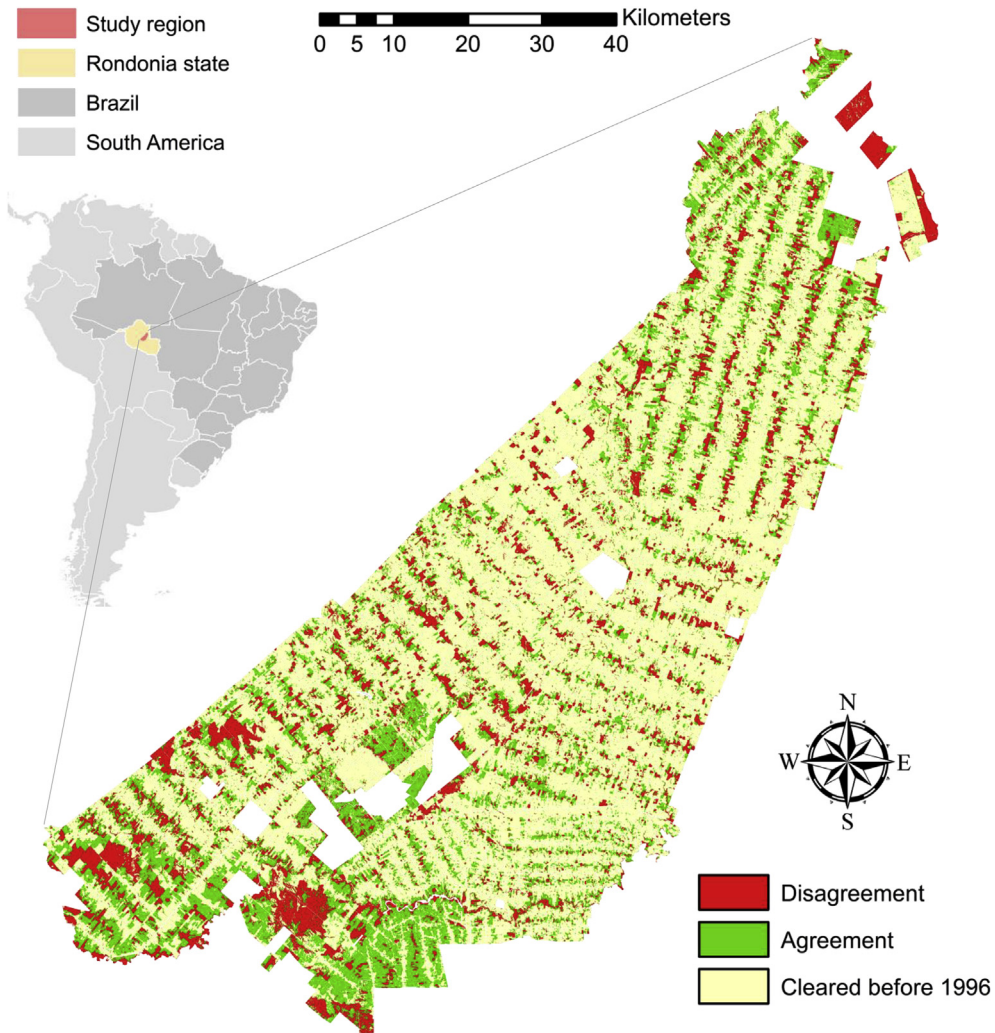 Study region
Rondonia state
Brazil
South America
Kilometers
0 5 10 20 30 40
N
W E
S
Disagreement
Agreement
Cleared before 1996